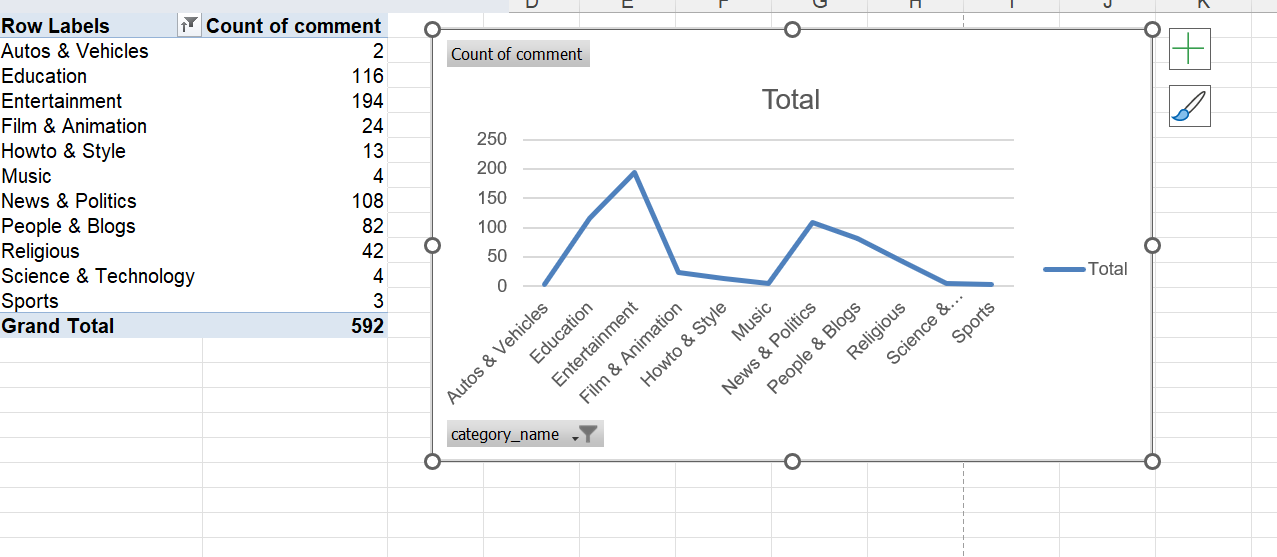 D E F G H I J K
Row Labels Count of comment
Autos & Vehicles 2
Education 116
Entertainment 194
Film & Animation 24
Howto & Style 13
Music 4
News & Politics 108
People & Blogs 82
Religious 42
Science & Technology 4
Sports 3
Grand Total 592
Count of comment
Total
250
200
150
100
50
0
Autos & Vehicles
Education
Entertainment
Film & Animation
Howto & Style
Music
News & Politics
People & Blogs
Religious
Science &...
Sports
Total
category_name